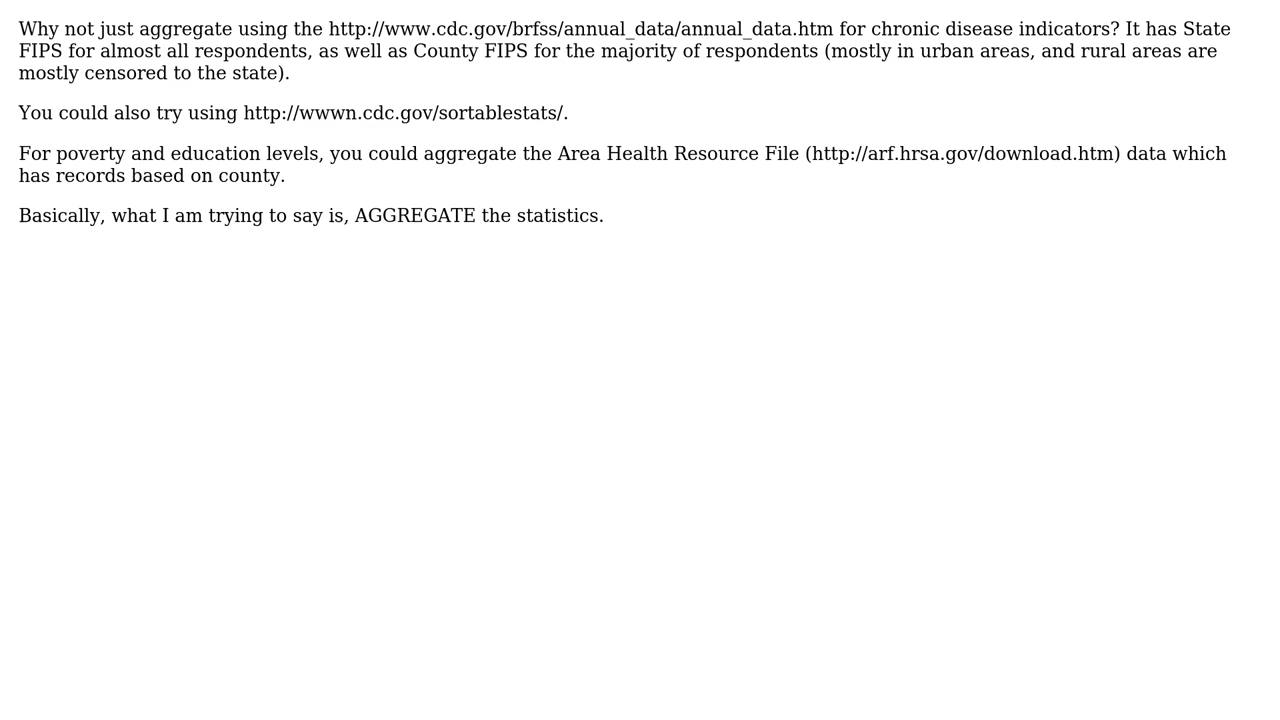 Why not just aggregate using the http://www.cdc.gov/brfss/annual_data/annual_data.htm for chronic disease indicators? It has State
FIPS for almost all respondents, as well as County FIPS for the majority of respondents (mostly in urban areas, and rural areas are
mostly censored to the state).
You could also try using http://wwwn.cdc.gov/sortablestats/.
For poverty and education levels, you could aggregate the Area Health Resource File (http://arf.hrsa.gov/download.htm) data which
has records based on county.
Basically, what I am trying to say is, AGGREGATE the statistics.